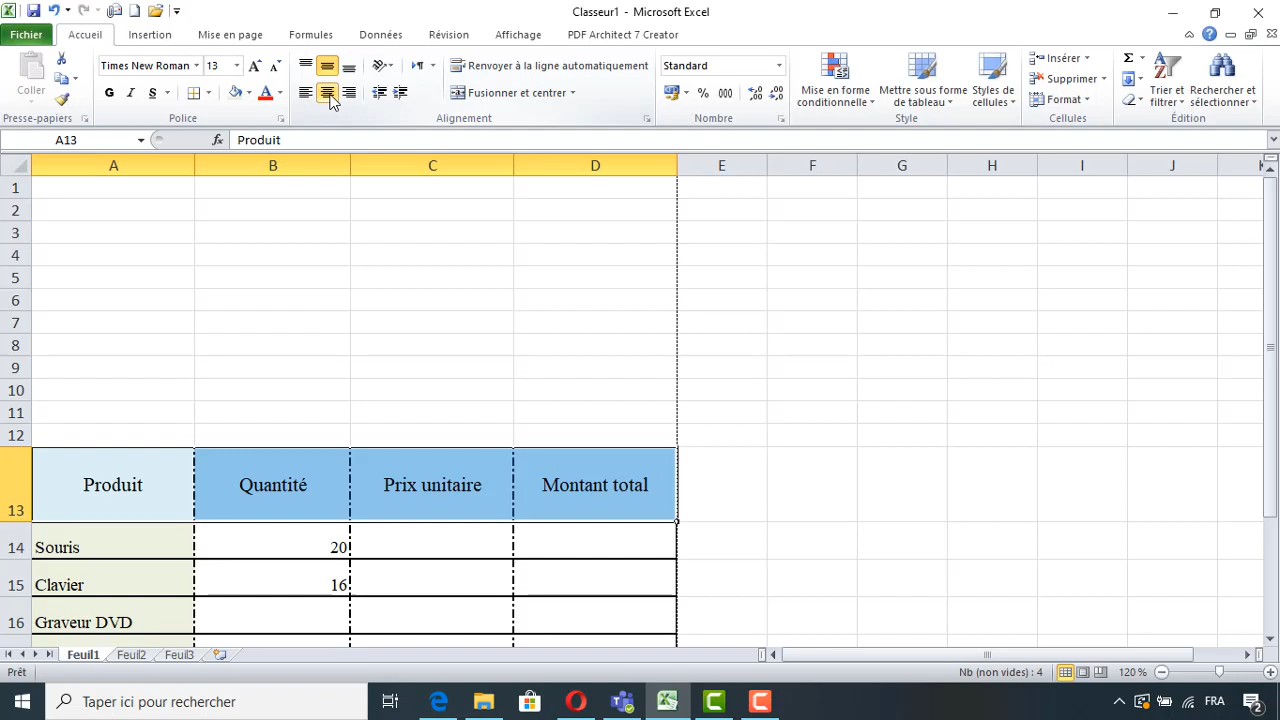 Classeur1 - Microsoft Excel
Fichier Accueil Insertion Mise en page Formules Données Révision Affichage PDF Architect 7 Creator
Coller
Times New Roman 13
G I S
Renvoyer à la ligne automatiquement
Fusionner et centrer
Standard
% 000
Mise en forme conditionnelle
Mettre sous forme de tableau
Styles de cellules
Insérer
Supprimer
Format
Trier et filtrer
Rechercher et sélectionner
Presse-papiers Police Alignement Nombre Style Cellules Édition
A13 fx Produit
A B C D E F G H I J K
1
2
3
4
5
6
7
8
9
10
11
12
13 Produit Quantité Prix unitaire Montant total
14 Souris 20
15 Clavier 16
16 Graveur DVD
Feuil1 Feuil2 Feuil3
Prêt Nb (non vides) : 4 120 %
Taper ici pour rechercher FRA 2